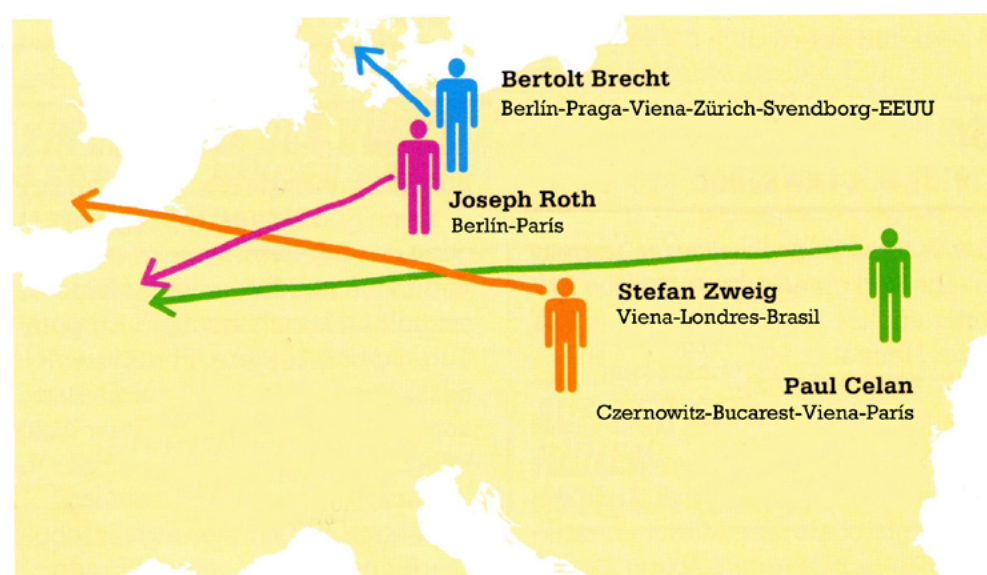 Bertolt Brecht
Berlín-Praga-Viena-Zürich-Svendborg-EEUU
Joseph Roth
Berlín-París
Stefan Zweig
Viena-Londres-Brasil
Paul Celan
Czernowitz-Bucarest-Viena-París